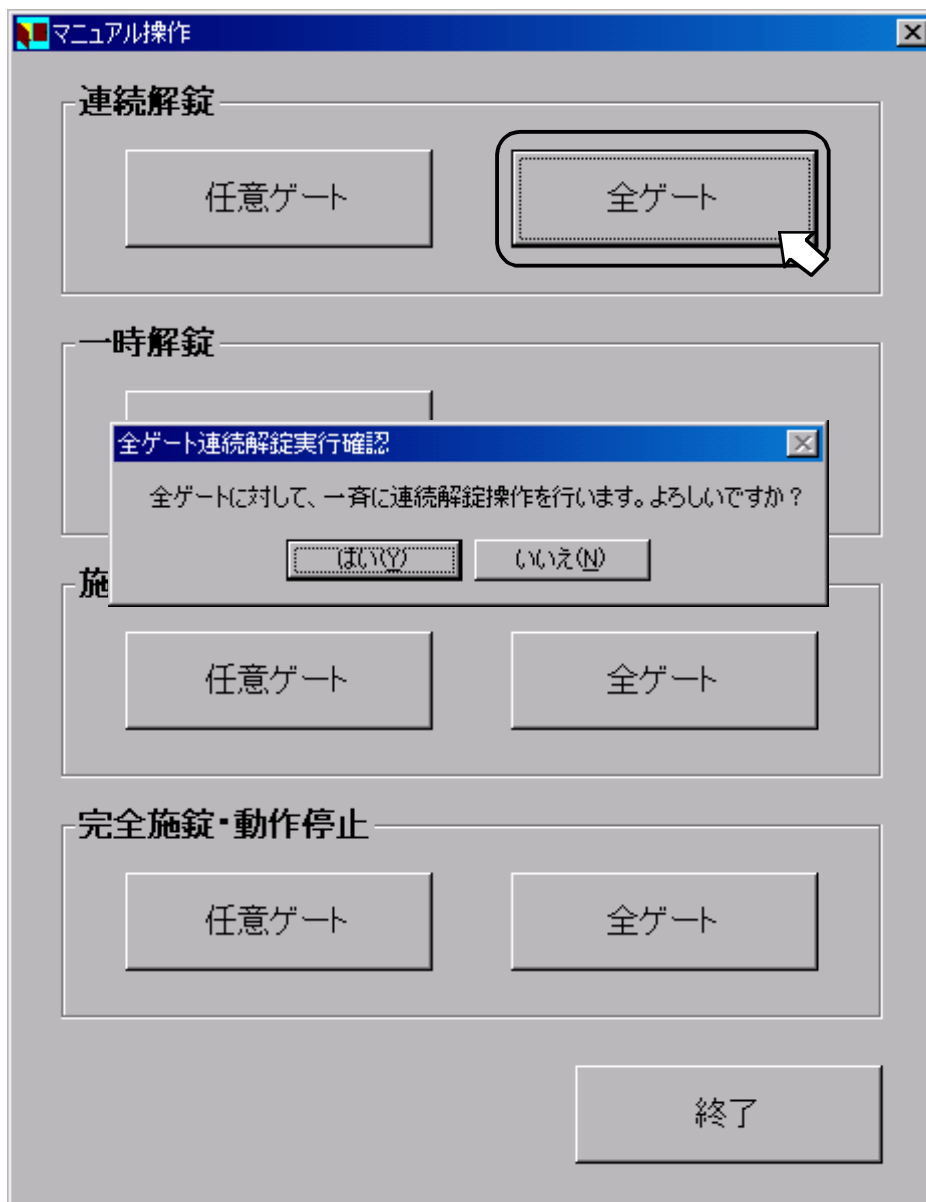 マニュアル操作
連続解錠
任意ゲート
全ゲート
一時解錠
全ゲート連続解錠実行確認
全ゲートに対して、一斉に連続解錠操作を行います。よろしいですか？
はい(Y)
いいえ(N)
施
任意ゲート
全ゲート
完全施錠・動作停止
任意ゲート
全ゲート
終了